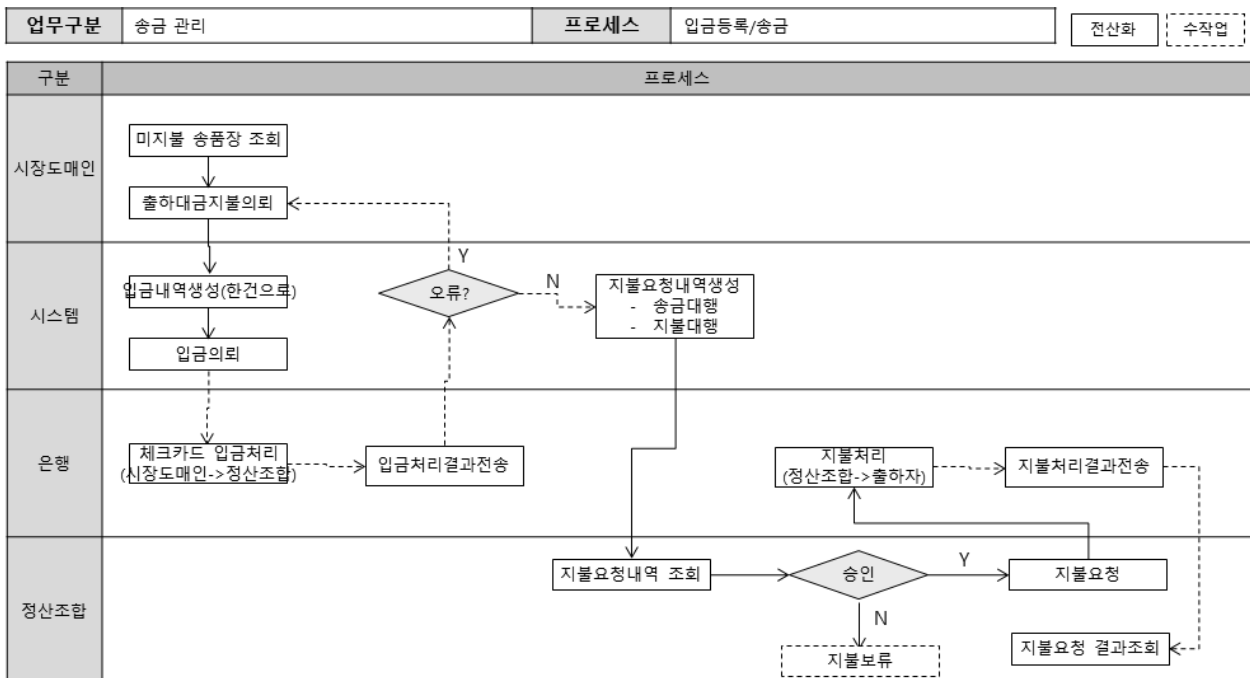 업무구분 송금 관리 프로세스 입금등록/송금 전산화 수작업
구분 프로세스
시장도매인
미지불 송품장 조회
출하대금지불의뢰
시스템
Y
입금내역생성(한건으로)
오류?
N
지불요청내역생성
- 송금대행
- 지불대행
입금의뢰
은행
체크카드 입금처리
(시장도매인->정산조합)
입금처리결과전송
지불처리
(정산조합->출하자)
지불처리결과전송
정산조합
지불요청내역 조회
승인
Y
지불요청
N
지불보류
지불요청 결과조회